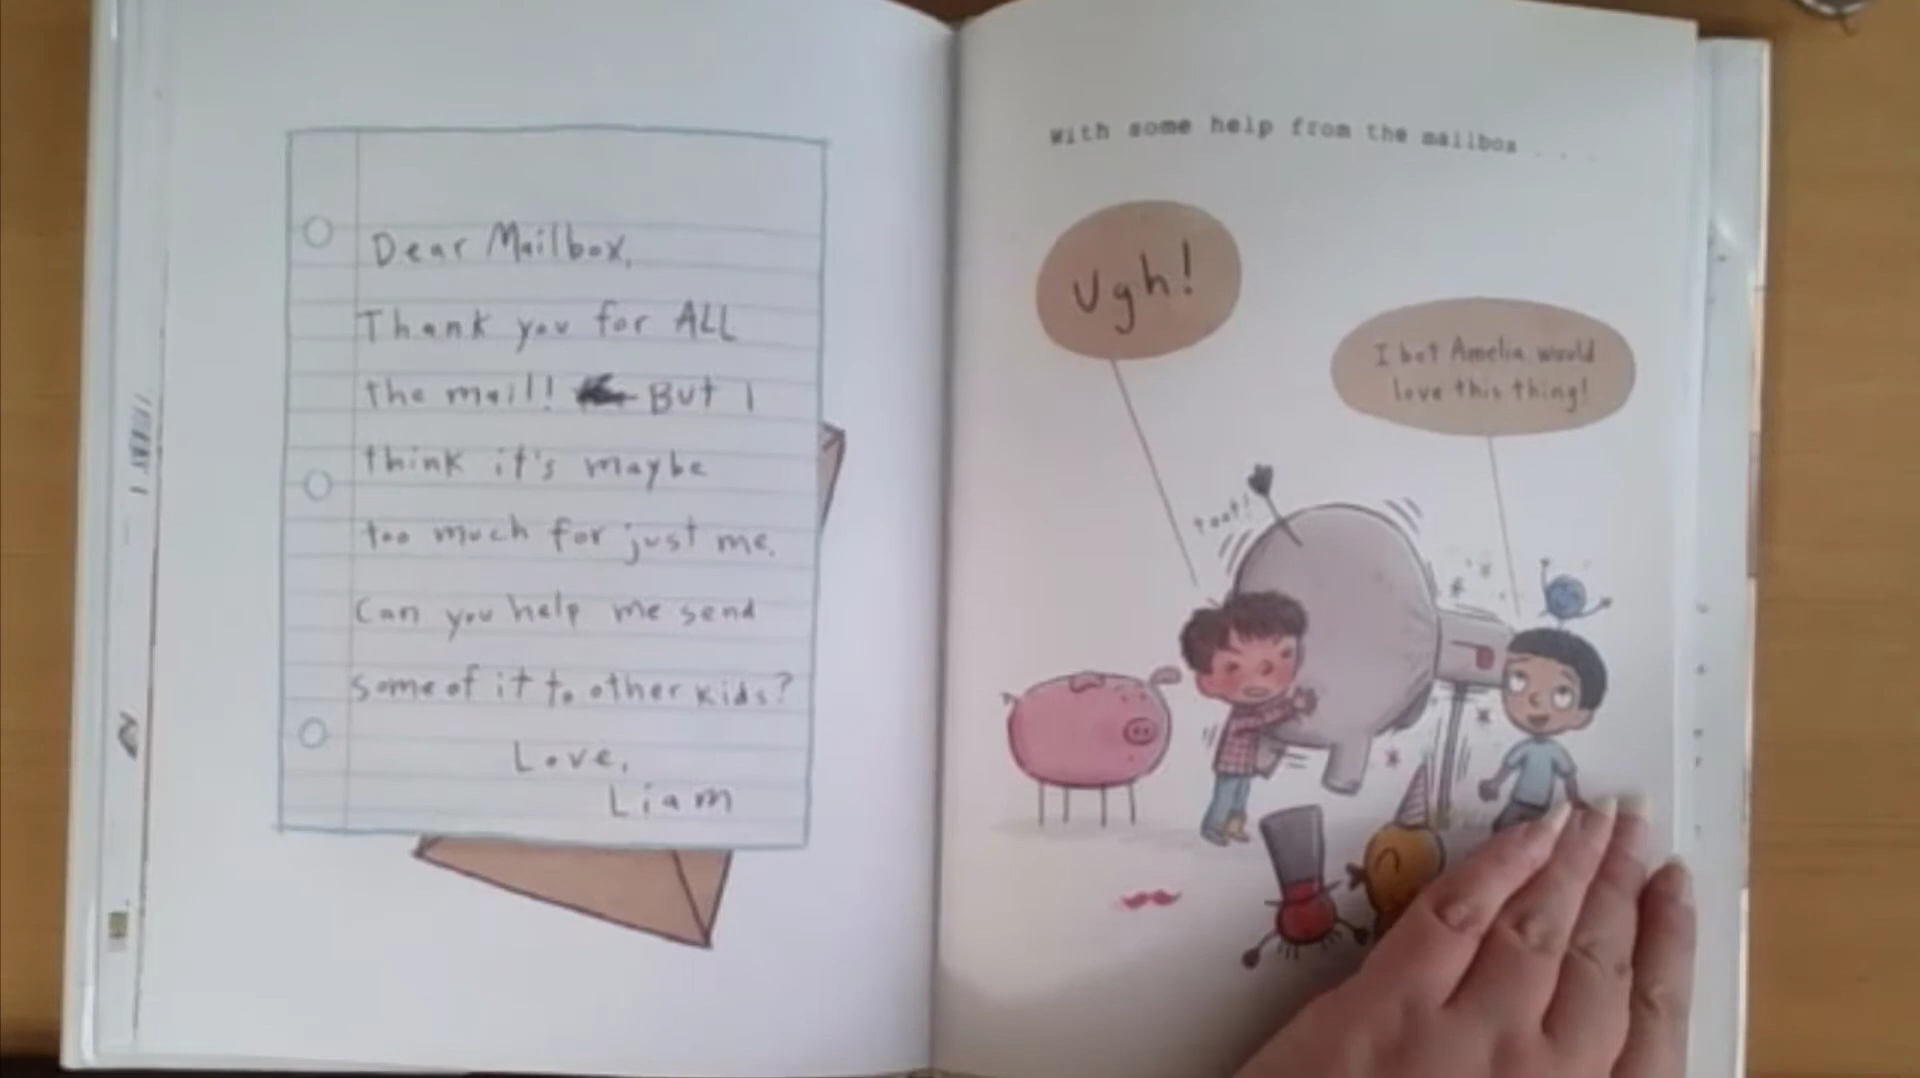 Dear Mailbox,
Thank you for ALL
the mail! But I
think it's maybe
too much for just me.
Can you help me send
some of it to other kids?
Love,
Liam
With some help from the mailbox . . .
Ugh!
I bet Amelia would
love this thing!
toot!